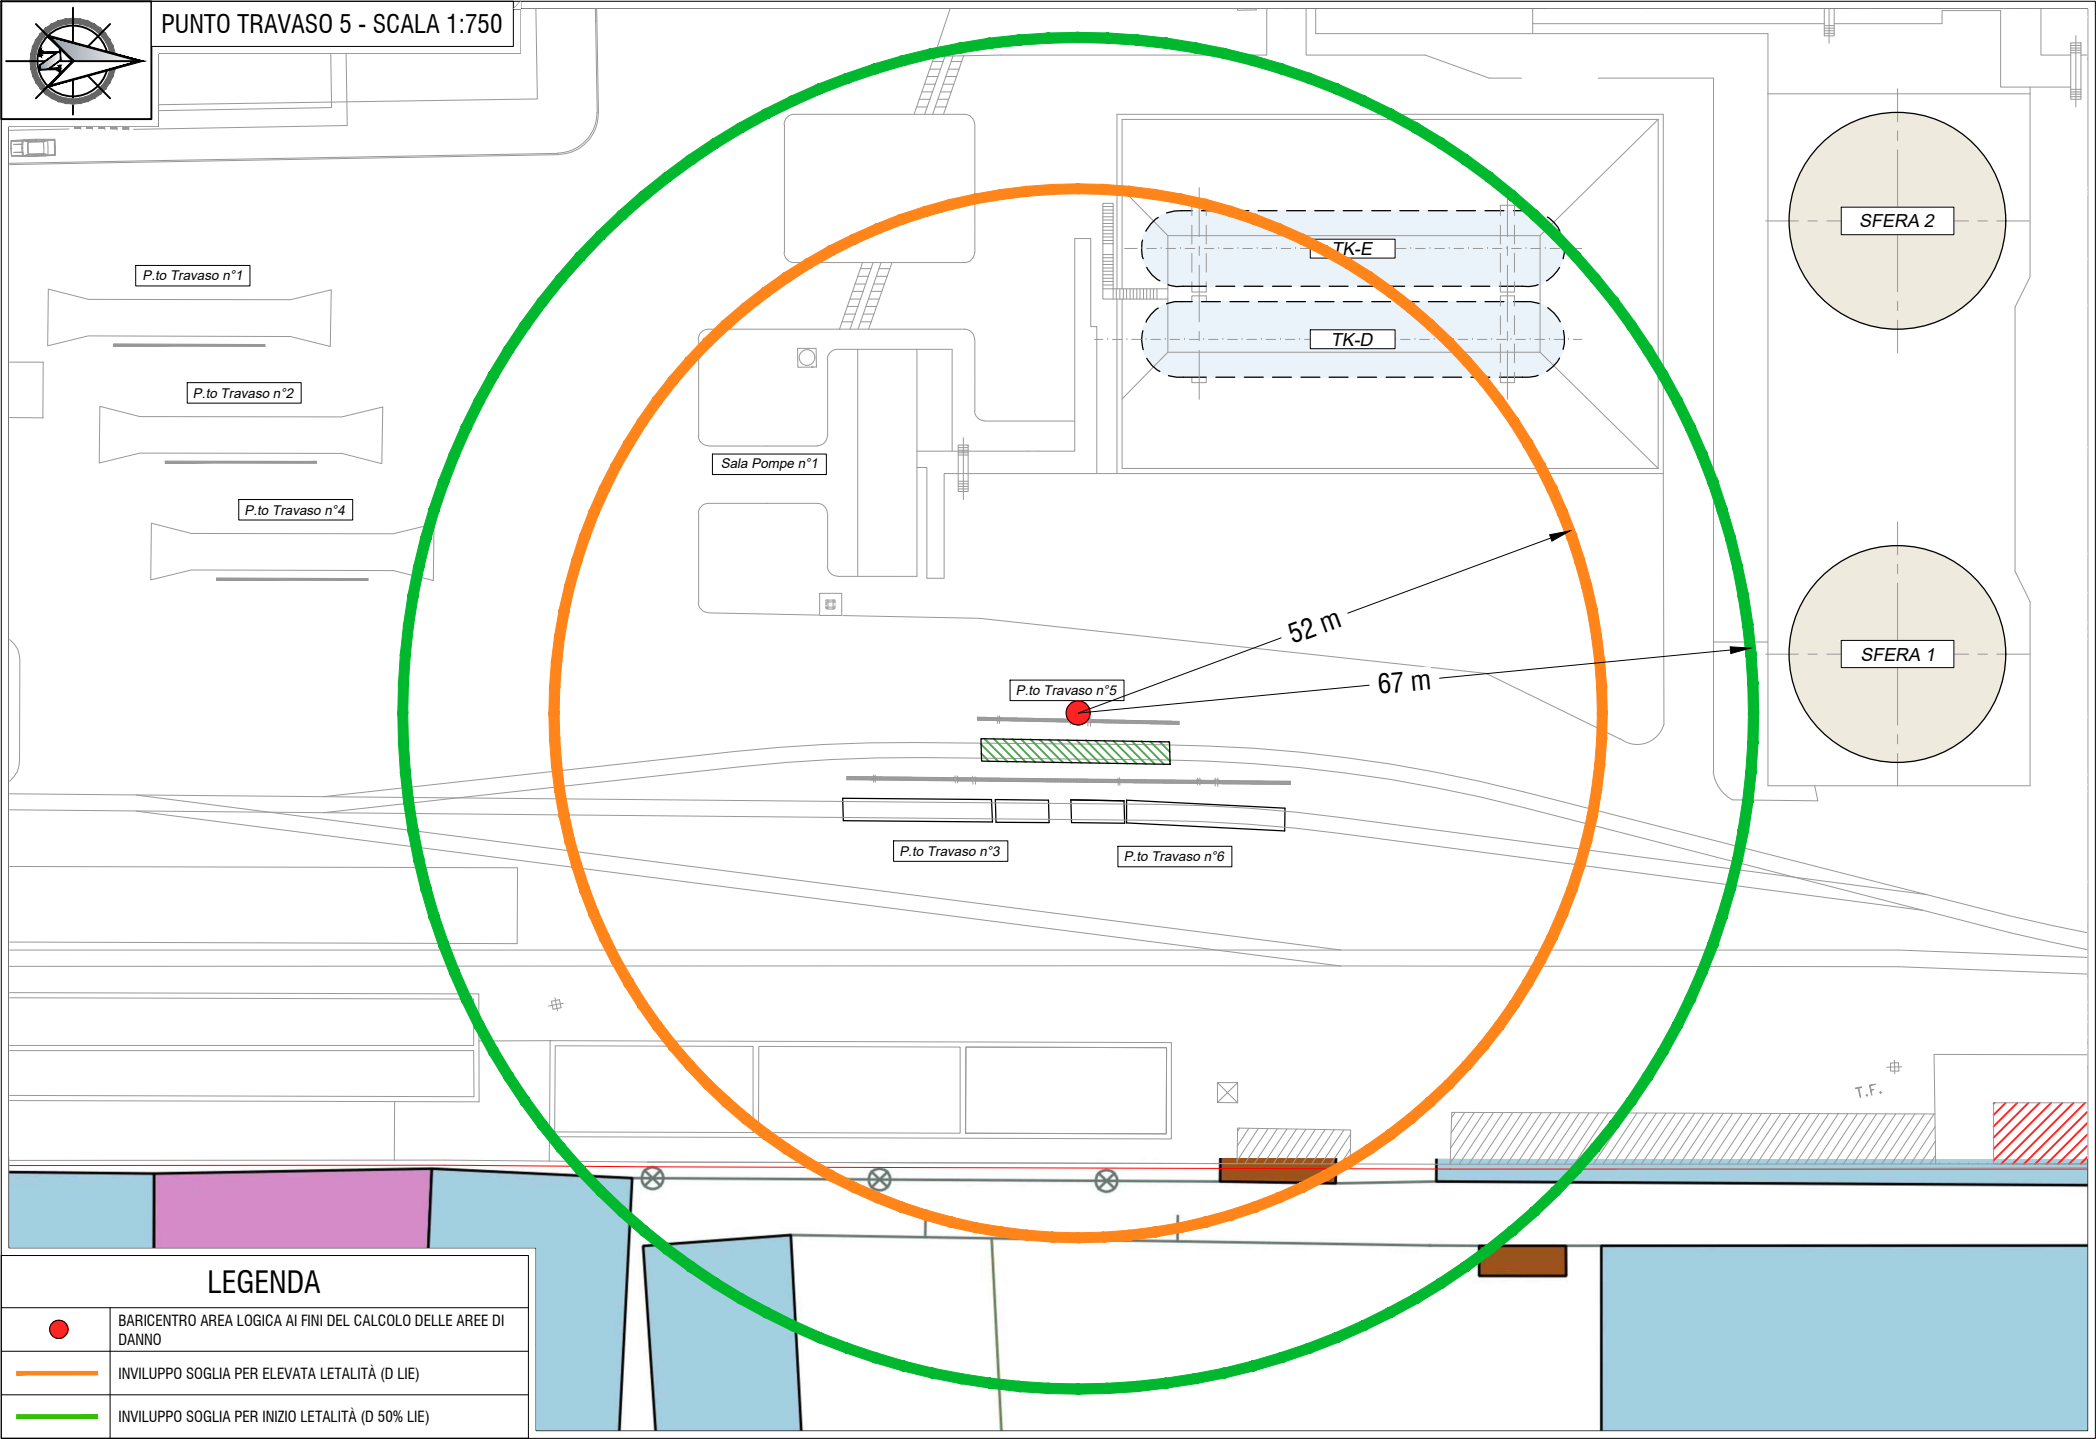 PUNTO TRAVASO 5 - SCALA 1:750
N
SFERA 2
TK-E
P.to Travaso n°1
TK-D
P.to Travaso n°2
Sala Pompe n°1
P.to Travaso n°4
52 m
SFERA 1
67 m
P.to Travaso n°5
P.to Travaso n°3
P.to Travaso n°6
T.F.
LEGENDA
BARICENTRO AREA LOGICA AI FINI DEL CALCOLO DELLE AREE DI
DANNO
INVILUPPO SOGLIA PER ELEVATA LETALITÀ (D LIE)
INVILUPPO SOGLIA PER INIZIO LETALITÀ (D 50% LIE)